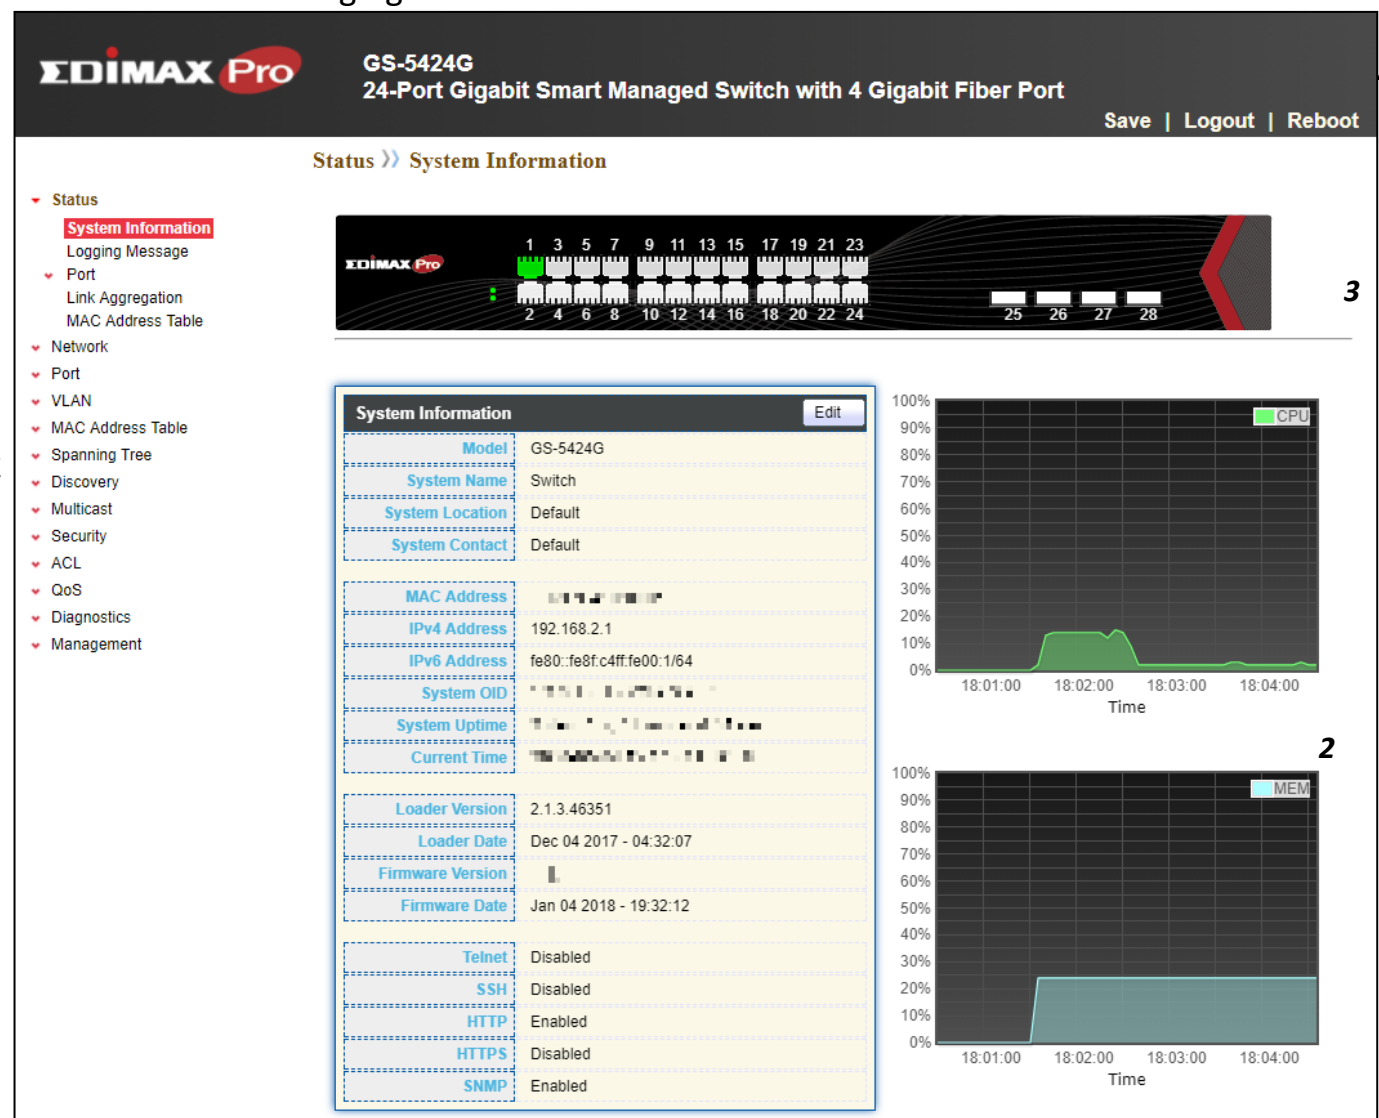 EDIMAX Pro
GS-5424G
24-Port Gigabit Smart Managed Switch with 4 Gigabit Fiber Port
Save | Logout | Reboot
Status 》 System Information
Status
System Information
Logging Message
Port
Link Aggregation
MAC Address Table
Network
Port
VLAN
MAC Address Table
Spanning Tree
Discovery
Multicast
Security
ACL
QoS
Diagnostics
Management
EDIMAX Pro
1 3 5 7 9 11 13 15 17 19 21 23
2 4 6 8 10 12 14 16 18 20 22 24
25 26 27 28
3
System Information Edit
Model GS-5424G
System Name Switch
System Location Default
System Contact Default
MAC Address
IPv4 Address 192.168.2.1
IPv6 Address fe80::fe8f:c4ff:fe00:1/64
System OID
System Uptime
Current Time
Loader Version 2.1.3.46351
Loader Date Dec 04 2017 - 04:32:07
Firmware Version
Firmware Date Jan 04 2018 - 19:32:12
Telnet Disabled
SSH Disabled
HTTP Enabled
HTTPS Disabled
SNMP Enabled
100%
90%
80%
70%
60%
50%
40%
30%
20%
10%
0%
CPU
18:01:00 18:02:00 18:03:00 18:04:00
Time
2
100%
90%
80%
70%
60%
50%
40%
30%
20%
10%
0%
MEM
18:01:00 18:02:00 18:03:00 18:04:00
Time